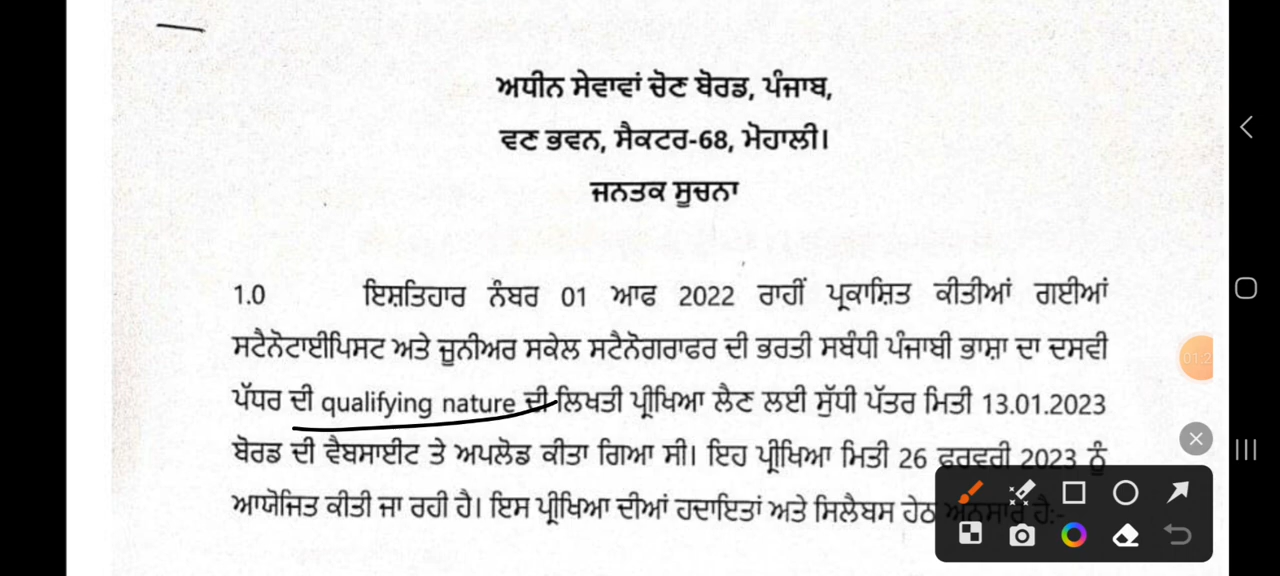 ਅਧੀਨ ਸੇਵਾਵਾਂ ਚੋਣ ਬੋਰਡ, ਪੰਜਾਬ,
ਵਣ ਭਵਨ, ਸੈਕਟਰ-68, ਮੋਹਾਲੀ।
ਜਨਤਕ ਸੂਚਨਾ
1.0 ਇਸ਼ਤਿਹਾਰ ਨੰਬਰ 01 ਆਫ 2022 ਰਾਹੀਂ ਪ੍ਰਕਾਸ਼ਿਤ ਕੀਤੀਆਂ ਗਈਆਂ
ਸਟੈਨੋਟਾਈਪਿਸਟ ਅਤੇ ਜੂਨੀਅਰ ਸਕੇਲ ਸਟੈਨੋਗਰਾਫਰ ਦੀ ਭਰਤੀ ਸਬੰਧੀ ਪੰਜਾਬੀ ਭਾਸ਼ਾ ਦਾ ਦਸਵੀ
ਪੱਧਰ ਦੀ qualifying nature ਦੀ ਲਿਖਤੀ ਪ੍ਰੀਖਿਆ ਲੈਣ ਲਈ ਸੁੱਧੀ ਪੱਤਰ ਮਿਤੀ 13.01.2023
ਬੋਰਡ ਦੀ ਵੈਬਸਾਈਟ ਤੇ ਅਪਲੋਡ ਕੀਤਾ ਗਿਆ ਸੀ। ਇਹ ਪ੍ਰੀਖਿਆ ਮਿਤੀ 26 ਫਰਵਰੀ 2023 ਨੂੰ
ਆਯੋਜਿਤ ਕੀਤੀ ਜਾ ਰਹੀ ਹੈ। ਇਸ ਪ੍ਰੀਖਿਆ ਦੀਆਂ ਹਦਾਇਤਾਂ ਅਤੇ ਸਿਲੈਬਸ ਹੇਠ ਅਨੁਸਾਰ ਹੈ:-